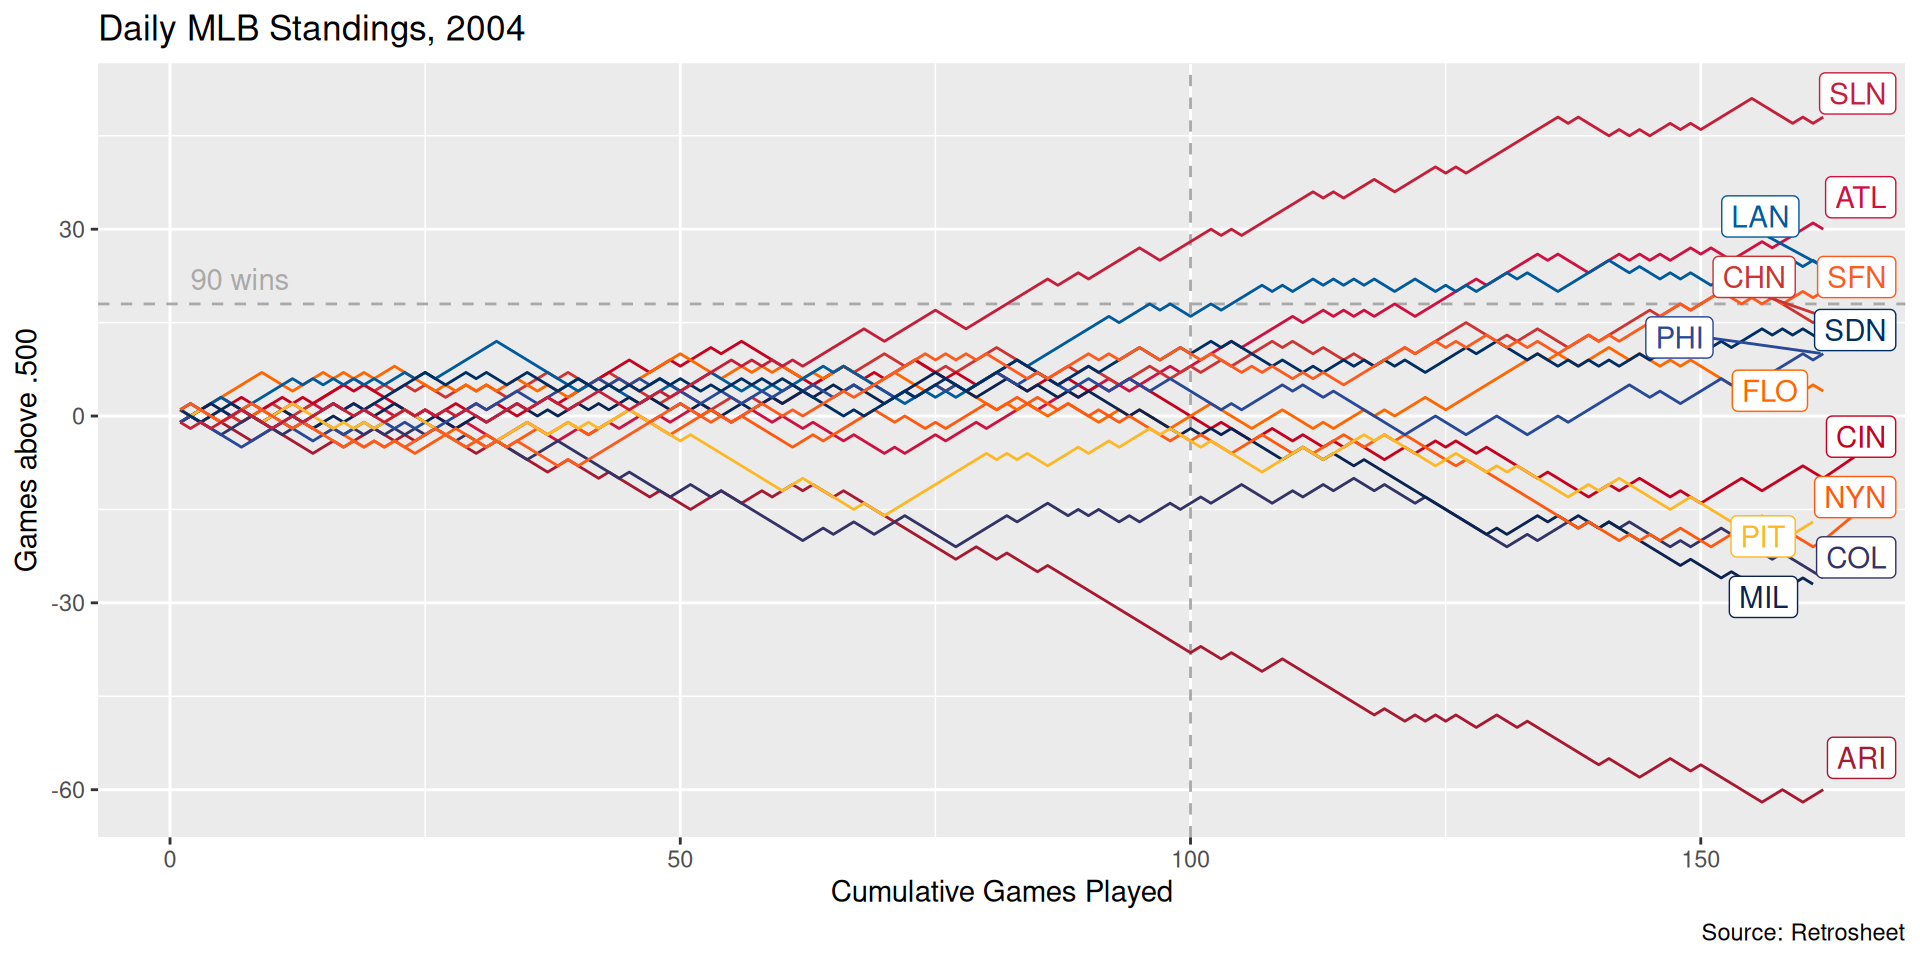 Daily MLB Standings, 2004
SLN
ATL
LAN
30
90 wins
CHN
SFN
PHI
SDN
FLO
0
CIN
NYN
PIT
COL
-30
MIL
ARI
-60
Games above .500
0 50 100 150
Cumulative Games Played
Source: Retrosheet